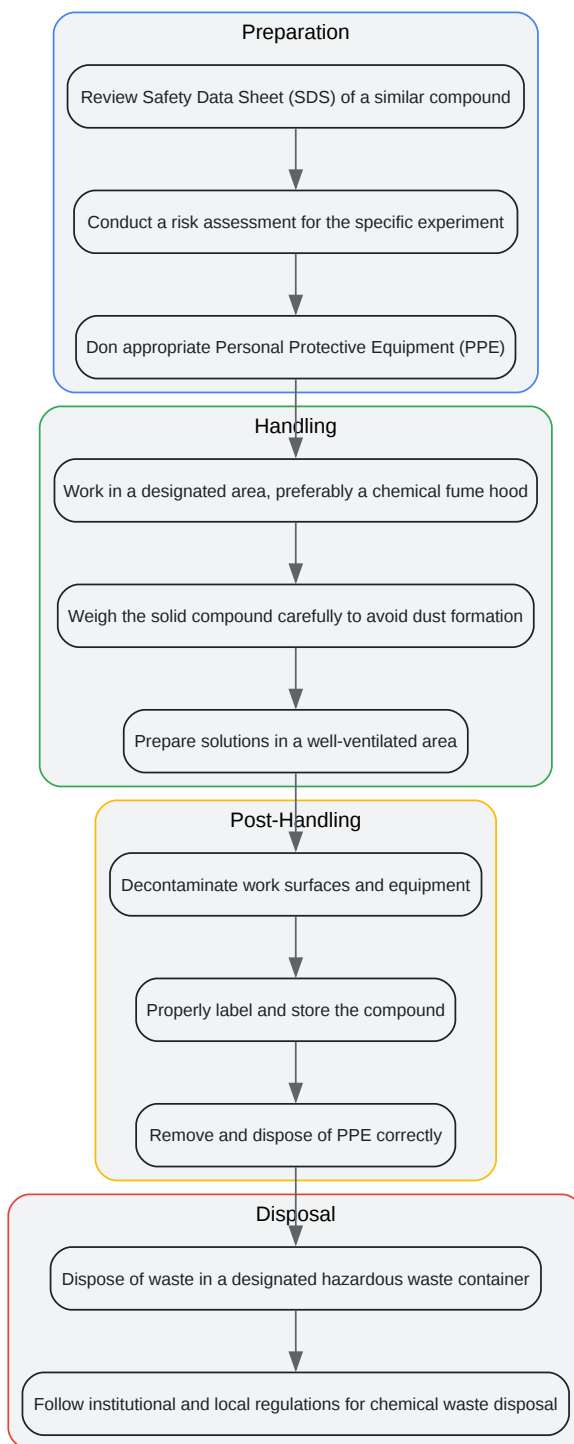 Preparation
Review Safety Data Sheet (SDS) of a similar compound
Conduct a risk assessment for the specific experiment
Don appropriate Personal Protective Equipment (PPE)
Handling
Work in a designated area, preferably a chemical fume hood
Weigh the solid compound carefully to avoid dust formation
Prepare solutions in a well-ventilated area
Post-Handling
Decontaminate work surfaces and equipment
Properly label and store the compound
Remove and dispose of PPE correctly
Disposal
Dispose of waste in a designated hazardous waste container
Follow institutional and local regulations for chemical waste disposal